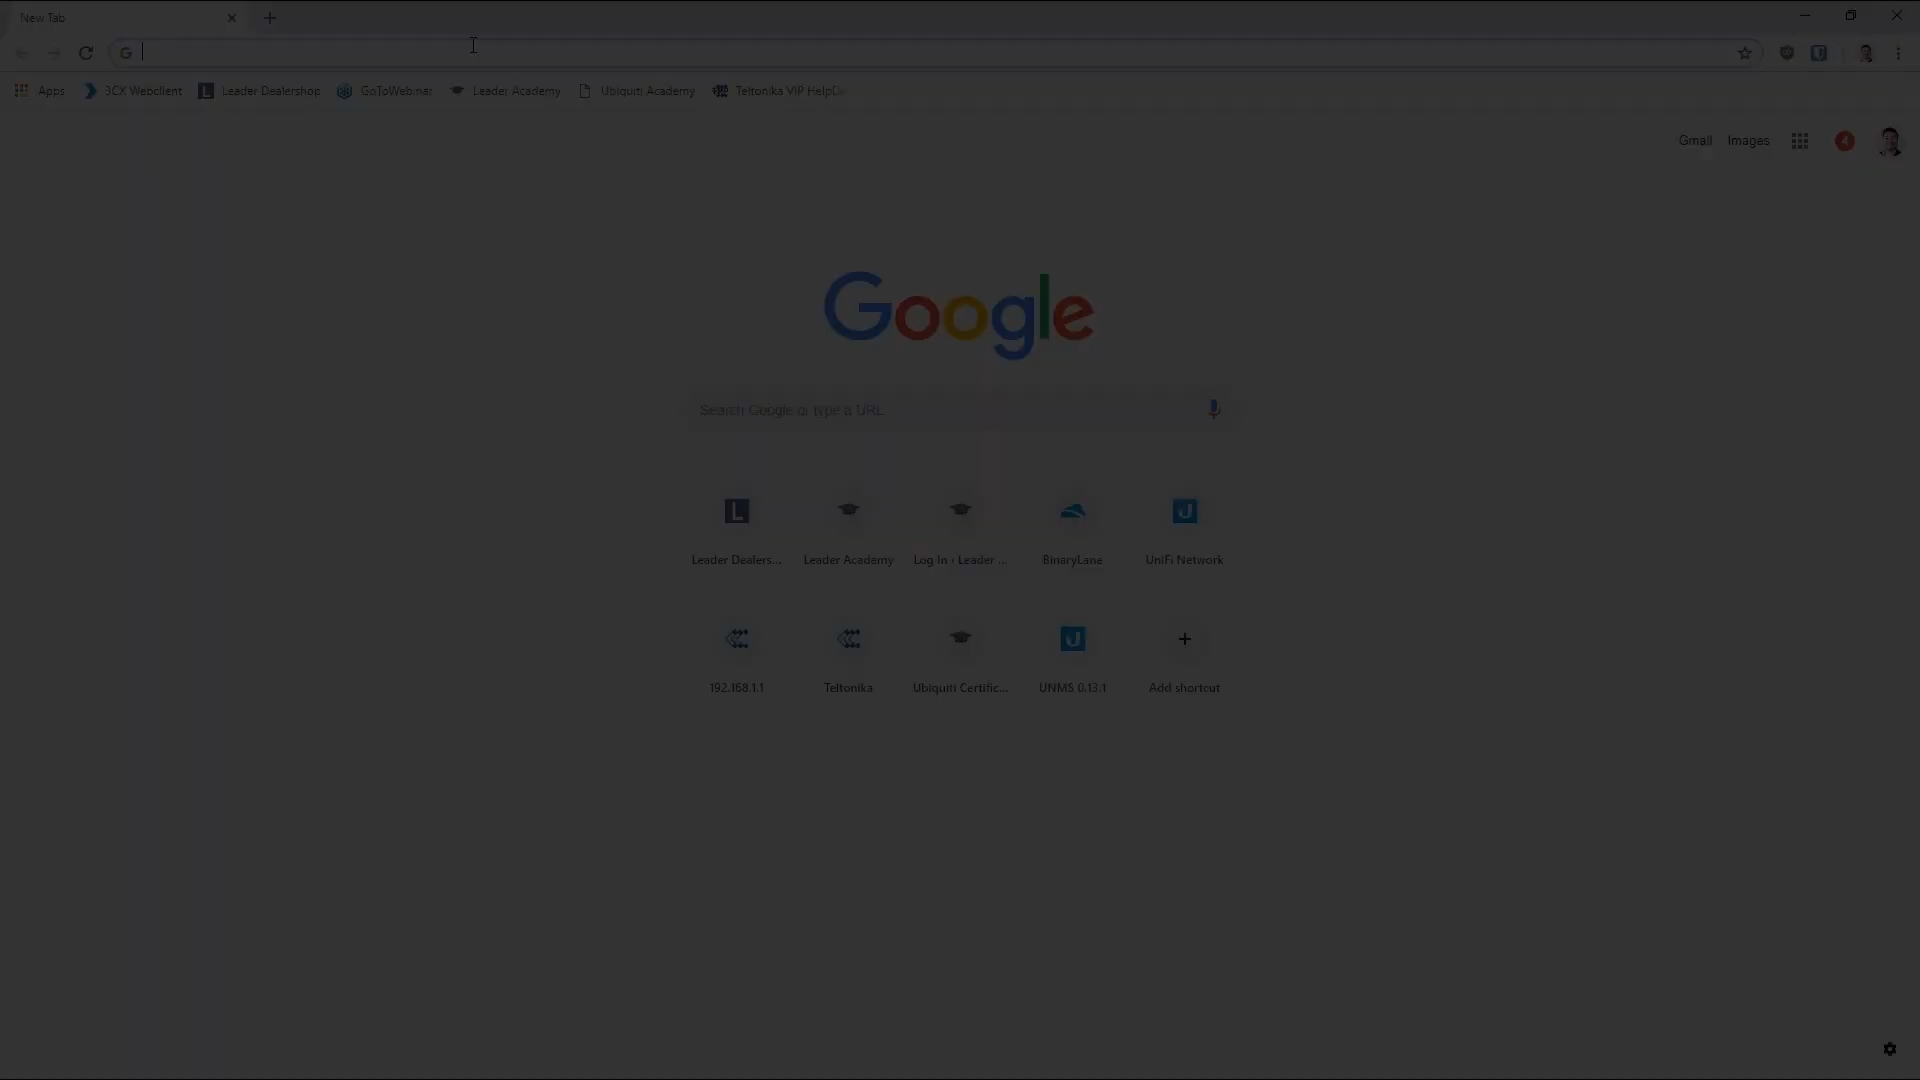 New Tab
Apps 3CX Webclient Leader Dealershop GoToWebinar Leader Academy Ubiquiti Academy Teltonika VIP HelpDe
Gmail Images 4
Google
Search Google or type a URL
Leader Dealers... Leader Academy Log In ‹ Leader ... BinaryLane UniFi Network
192.168.1.1 Teltonika Ubiquiti Certific... UNMS 0.13.1 Add shortcut